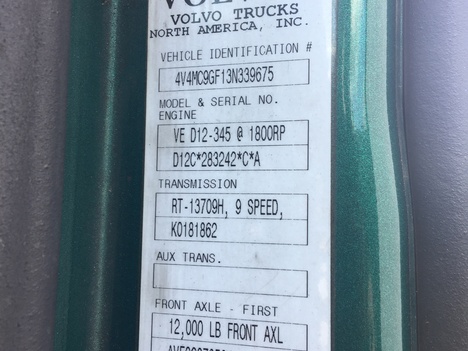 VOLVO
VOLVO TRUCKS
NORTH AMERICA, INC.
VEHICLE IDENTIFICATION #
4V4MC9GF13N339675
MODEL & SERIAL NO.
ENGINE
VE D12-345 @ 1800RP
D12C*283242*C*A
TRANSMISSION
RT-13709H, 9 SPEED,
K0181862
AUX TRANS.
FRONT AXLE - FIRST
12,000 LB FRONT AXL